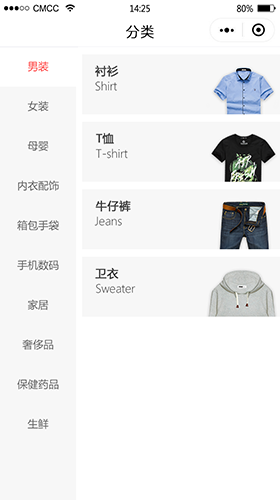 CMCC 14:25 80%
分类
男装
女装
母婴
内衣配饰
箱包手袋
手机数码
家居
奢侈品
保健药品
生鲜
衬衫
Shirt
T恤
T-shirt
牛仔裤
Jeans
卫衣
Sweater